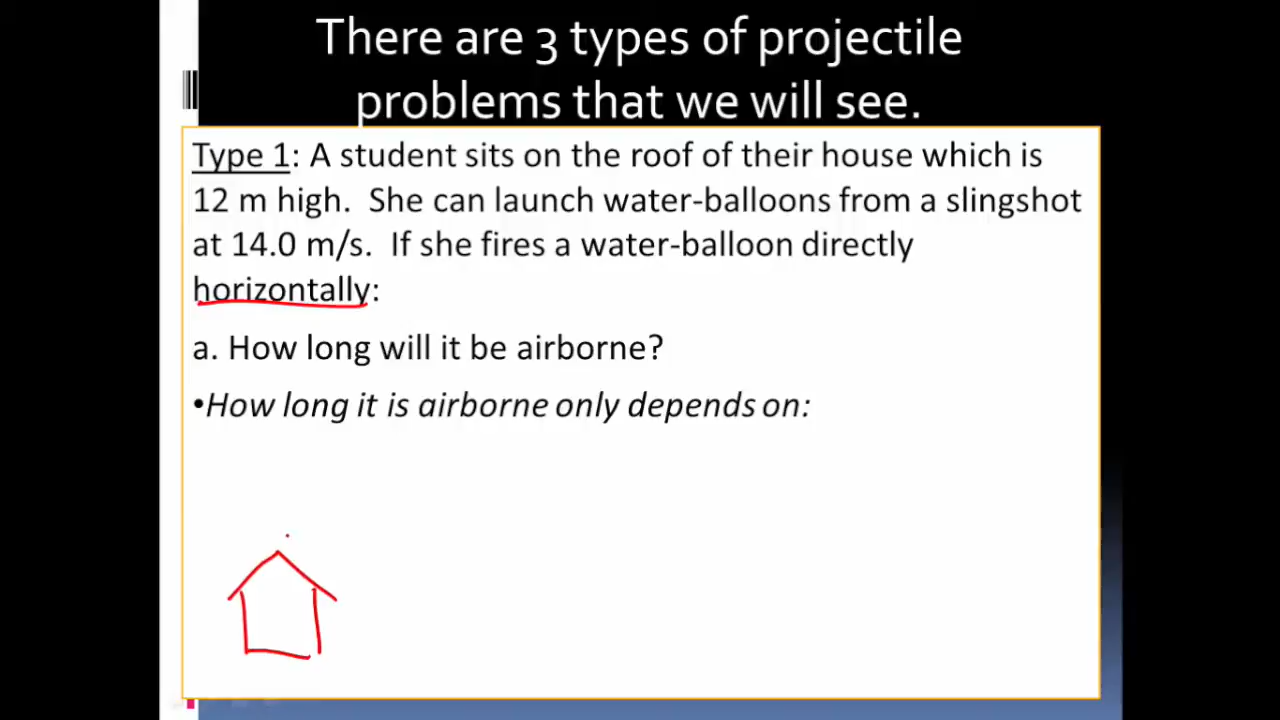 There are 3 types of projectile
problems that we will see.
Type 1: A student sits on the roof of their house which is
12 m high.  She can launch water-balloons from a slingshot
at 14.0 m/s.  If she fires a water-balloon directly
horizontally:
a. How long will it be airborne?
•How long it is airborne only depends on: